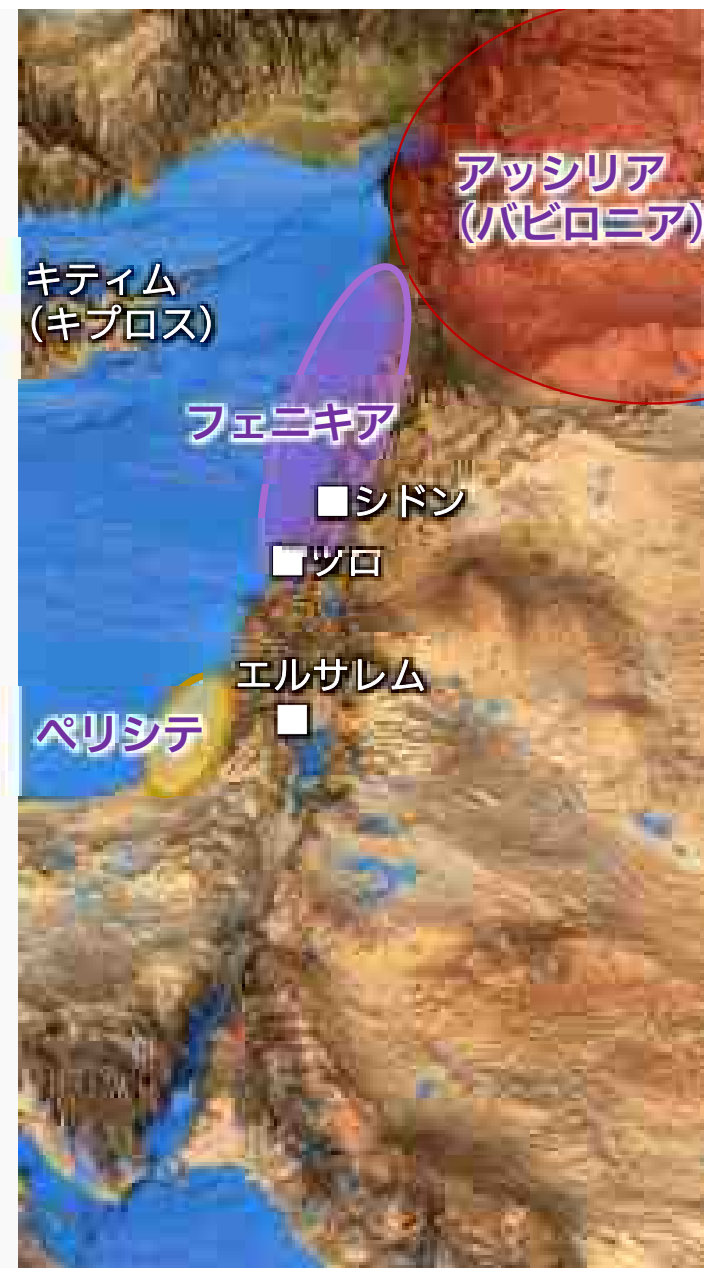 アッシリア
（バビロニア）
キティム
（キプロス）
フェニキア
シドン
ツロ
エルサレム
ペリシテ